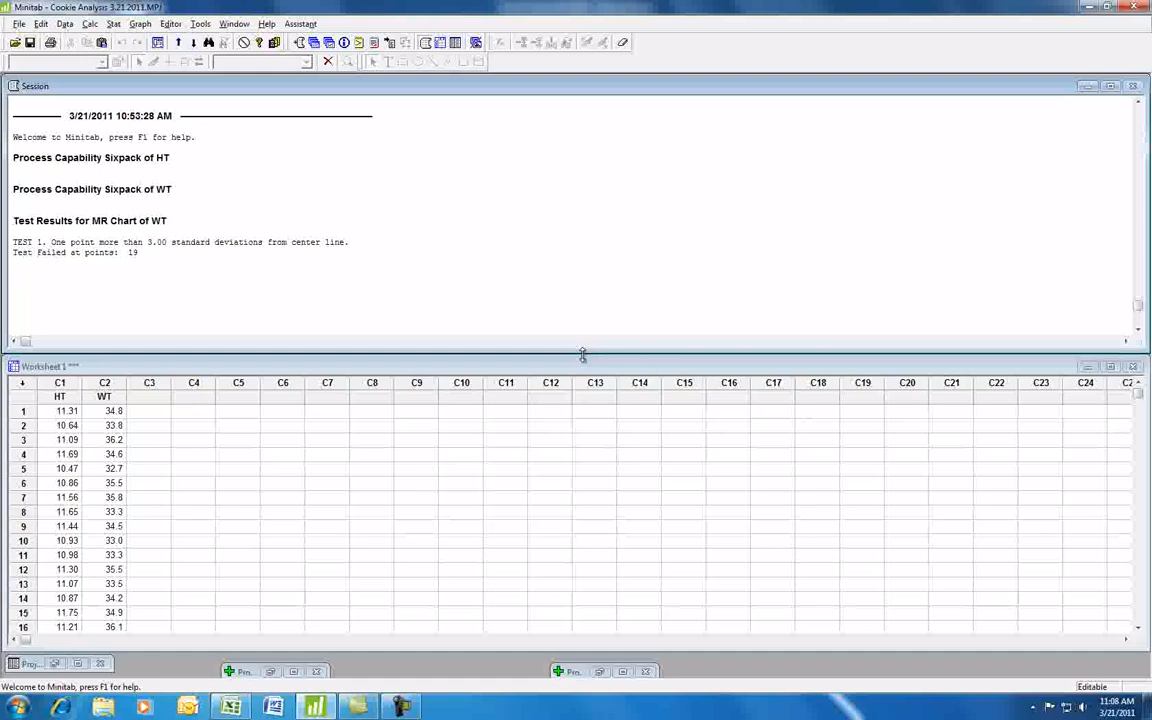 Minitab - Cookie Analysis 3.21.2011.MPJ
File Edit Data Calc Stat Graph Editor Tools Window Help Assistant
Session
3/21/2011 10:53:28 AM
Welcome to Minitab, press F1 for help.
Process Capability Sixpack of HT
Process Capability Sixpack of WT
Test Results for MR Chart of WT
TEST 1. One point more than 3.00 standard deviations from center line.
Test Failed at points: 19
Worksheet 1 ***
C1 C2 C3 C4 C5 C6 C7 C8 C9 C10 C11 C12 C13 C14 C15 C16 C17 C18 C19 C20 C21 C22 C23 C24
HT WT
1 11.31 34.8
2 10.64 33.8
3 11.09 36.2
4 11.69 34.6
5 10.47 32.7
6 10.86 35.5
7 11.56 35.8
8 11.65 33.3
9 11.44 34.5
10 10.93 33.0
11 10.98 33.3
12 11.30 35.5
13 11.07 33.5
14 10.87 34.2
15 11.75 34.9
16 11.21 36.1
Proj... Pro... Pro...
Welcome to Minitab, press F1 for help. Editable
11:08 AM
3/21/2011